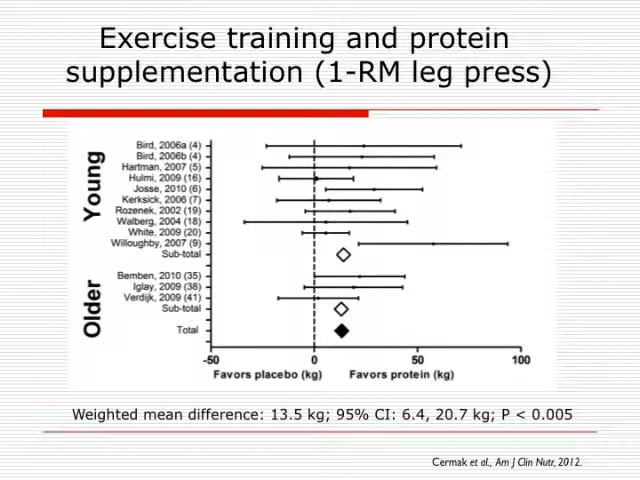 Exercise training and protein
supplementation (1-RM leg press)
Young
Bird, 2006a (4)
Bird, 2006b (4)
Hartman, 2007 (5)
Hulmi, 2009 (16)
Josse, 2010 (6)
Kerksick, 2006 (7)
Rozenek, 2002 (19)
Walberg, 2004 (18)
White, 2009 (20)
Willoughby, 2007 (9)
Sub-total
Older
Bemben, 2010 (35)
Iglay, 2009 (38)
Verdijk, 2009 (41)
Sub-total
Total
-50 0 50 100
Favors placebo (kg) Favors protein (kg)
Weighted mean difference: 13.5 kg; 95% CI: 6.4, 20.7 kg; P < 0.005
Cermak et al., Am J Clin Nutr, 2012.